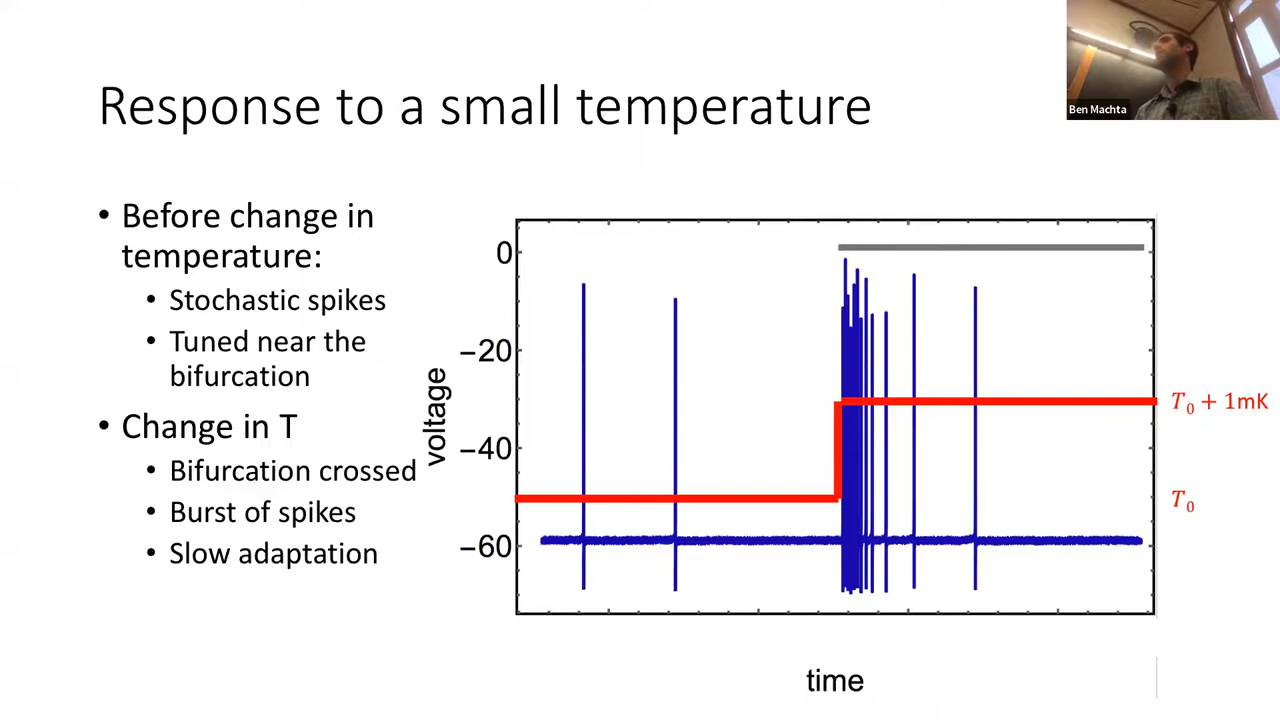 Response to a small temperature
Ben Machta
• Before change in
temperature:
• Stochastic spikes
• Tuned near the
bifurcation
• Change in T
• Bifurcation crossed
• Burst of spikes
• Slow adaptation
voltage
0
−20
−40
−60
T₀ + 1mK
T₀
time